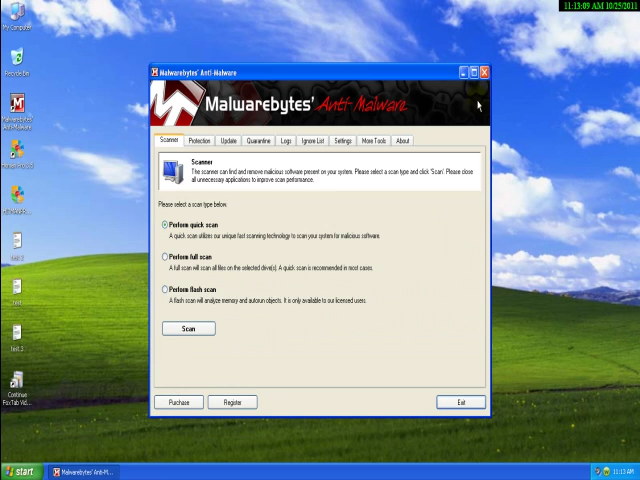 11:13:09 AM 10/25/2011
My Computer
Recycle Bin
Malwarebytes'
Anti-Malware
test 2
test
test 3
Continue
FoxTab Vid...
Malwarebytes' Anti-Malware
Malwarebytes' Anti-Malware
Scanner
Protection
Update
Quarantine
Logs
Ignore List
Settings
More Tools
About
Scanner
The scanner can find and remove malicious software present on your system. Please select a scan type and click 'Scan'. Please close
all unnecessary applications to improve scan performance.
Please select a scan type below.
Perform quick scan
A quick scan utilizes our unique fast scanning technology to scan your system for malicious software.
Perform full scan
A full scan will scan all files on the selected drive(s). A quick scan is recommended in most cases.
Perform flash scan
A flash scan will analyze memory and autorun objects. It is only available to our licensed users.
Scan
Purchase
Register
Exit
start
Malwarebytes' Anti-M...
11:13 AM